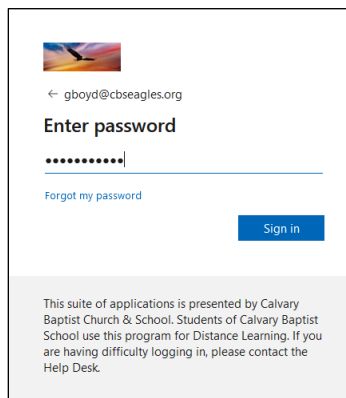 ← gboyd@cbseagles.org
Enter password
•••••••••••
Forgot my password
Sign in
This suite of applications is presented by Calvary
Baptist Church & School. Students of Calvary Baptist
School use this program for Distance Learning. If you
are having difficulty logging in, please contact the
Help Desk.